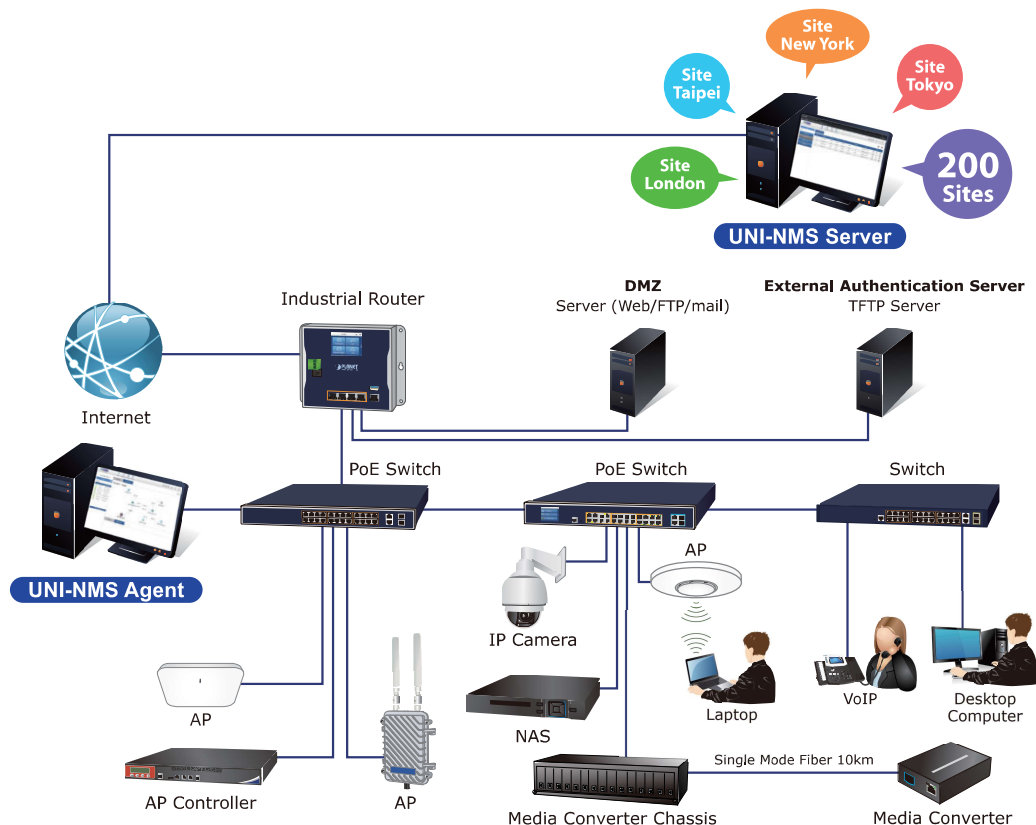 Site
New York
Site
Taipei
Site
Tokyo
Site
London
200
Sites
UNI-NMS Server
Industrial Router
DMZ
Server (Web/FTP/mail)
External Authentication Server
TFTP Server
PLANET
Internet
PoE Switch
PoE Switch
Switch
UNI-NMS Agent
AP
IP Camera
AP
NAS
Laptop
VoIP
Desktop
Computer
AP Controller
AP
Single Mode Fiber 10km
Media Converter Chassis
Media Converter